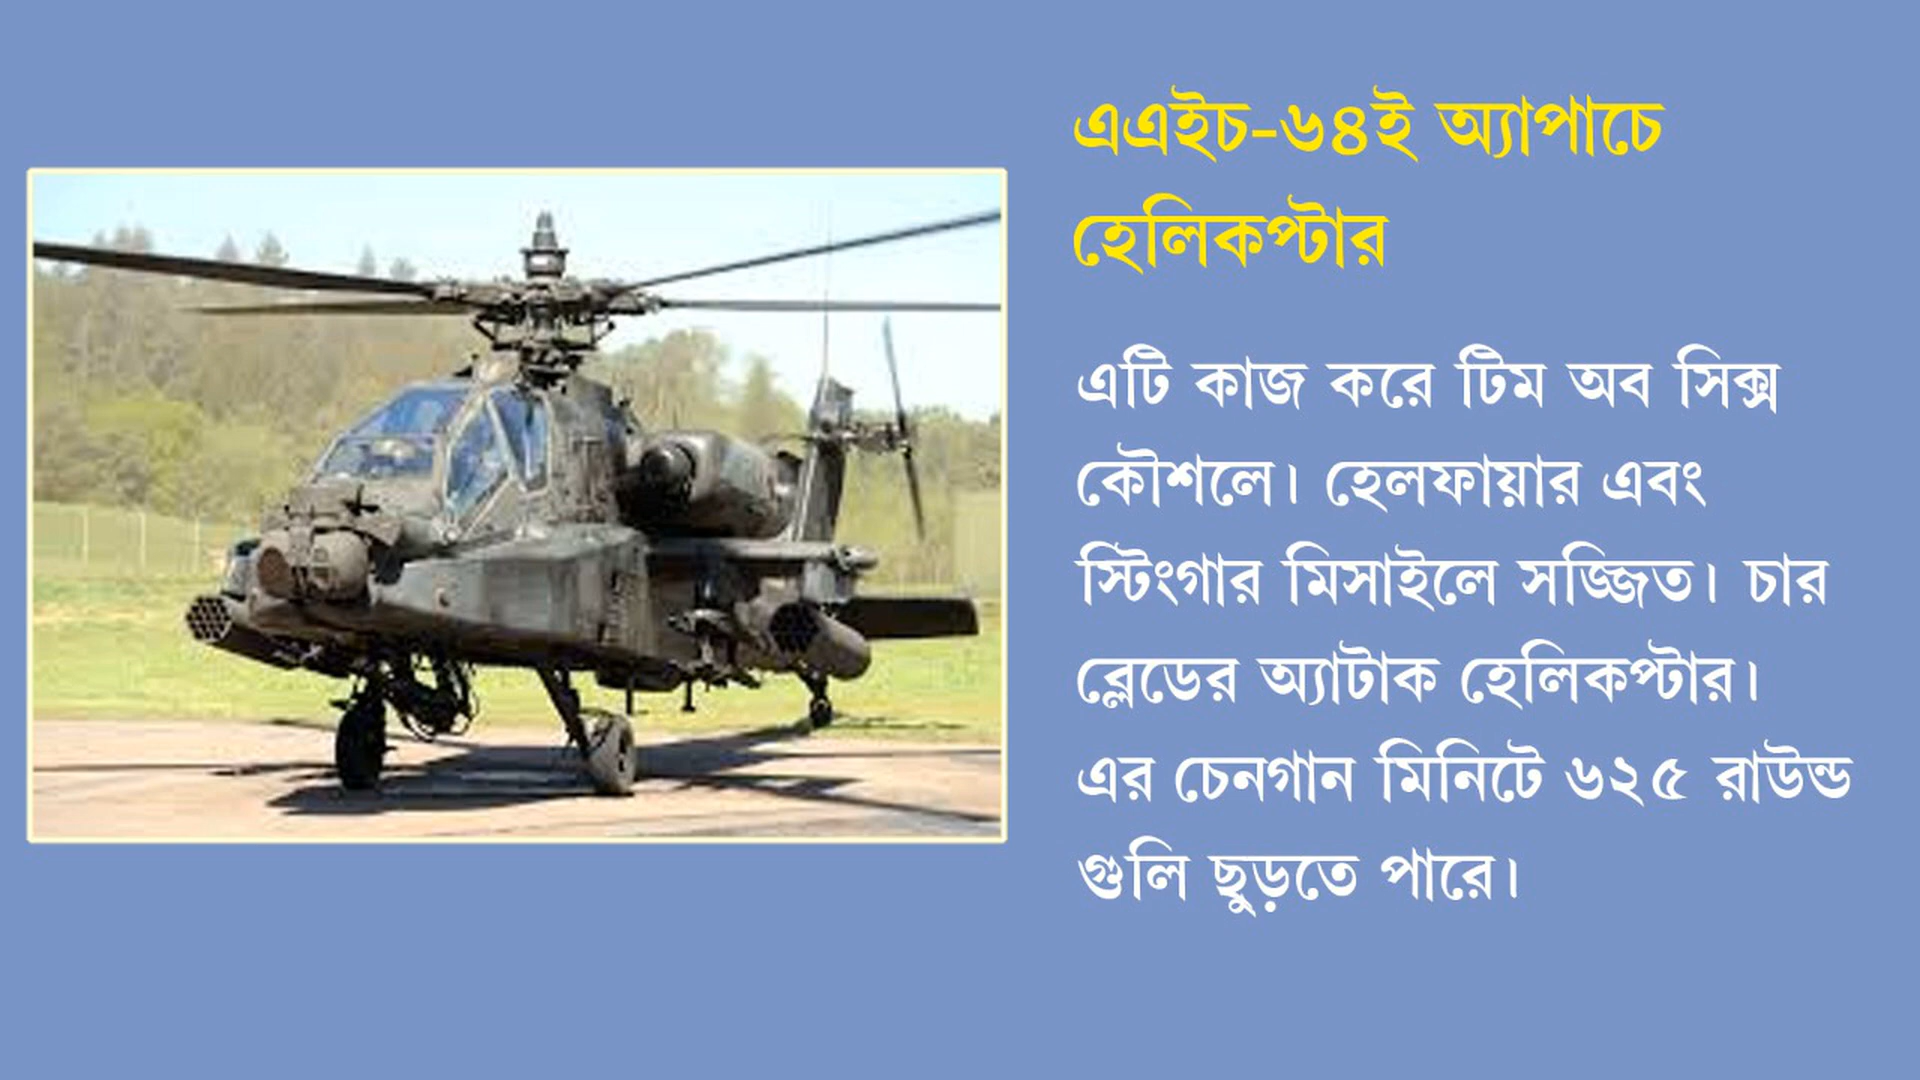 এএইচ-৬৪ই অ্যাপাচে
হেলিকপ্টার
এটি কাজ করে টিম অব সিক্স
কৌশলে। হেলফায়ার এবং
স্টিংগার মিসাইলে সজ্জিত। চার
ব্লেডের অ্যাটাক হেলিকপ্টার।
এর চেনগান মিনিটে ৬২৫ রাউন্ড
গুলি ছুড়তে পারে।